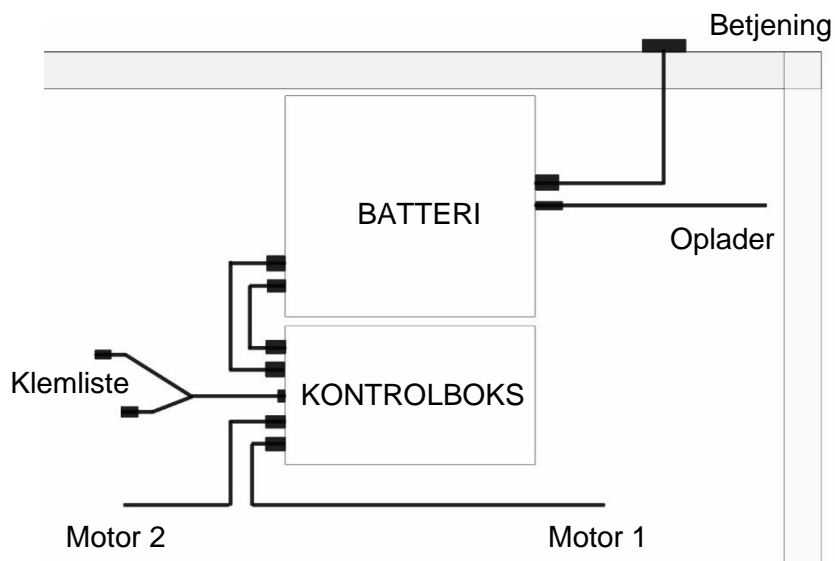 Betjening
BATTERI
Oplader
Klemliste
KONTROLBOKS
Motor 2
Motor 1